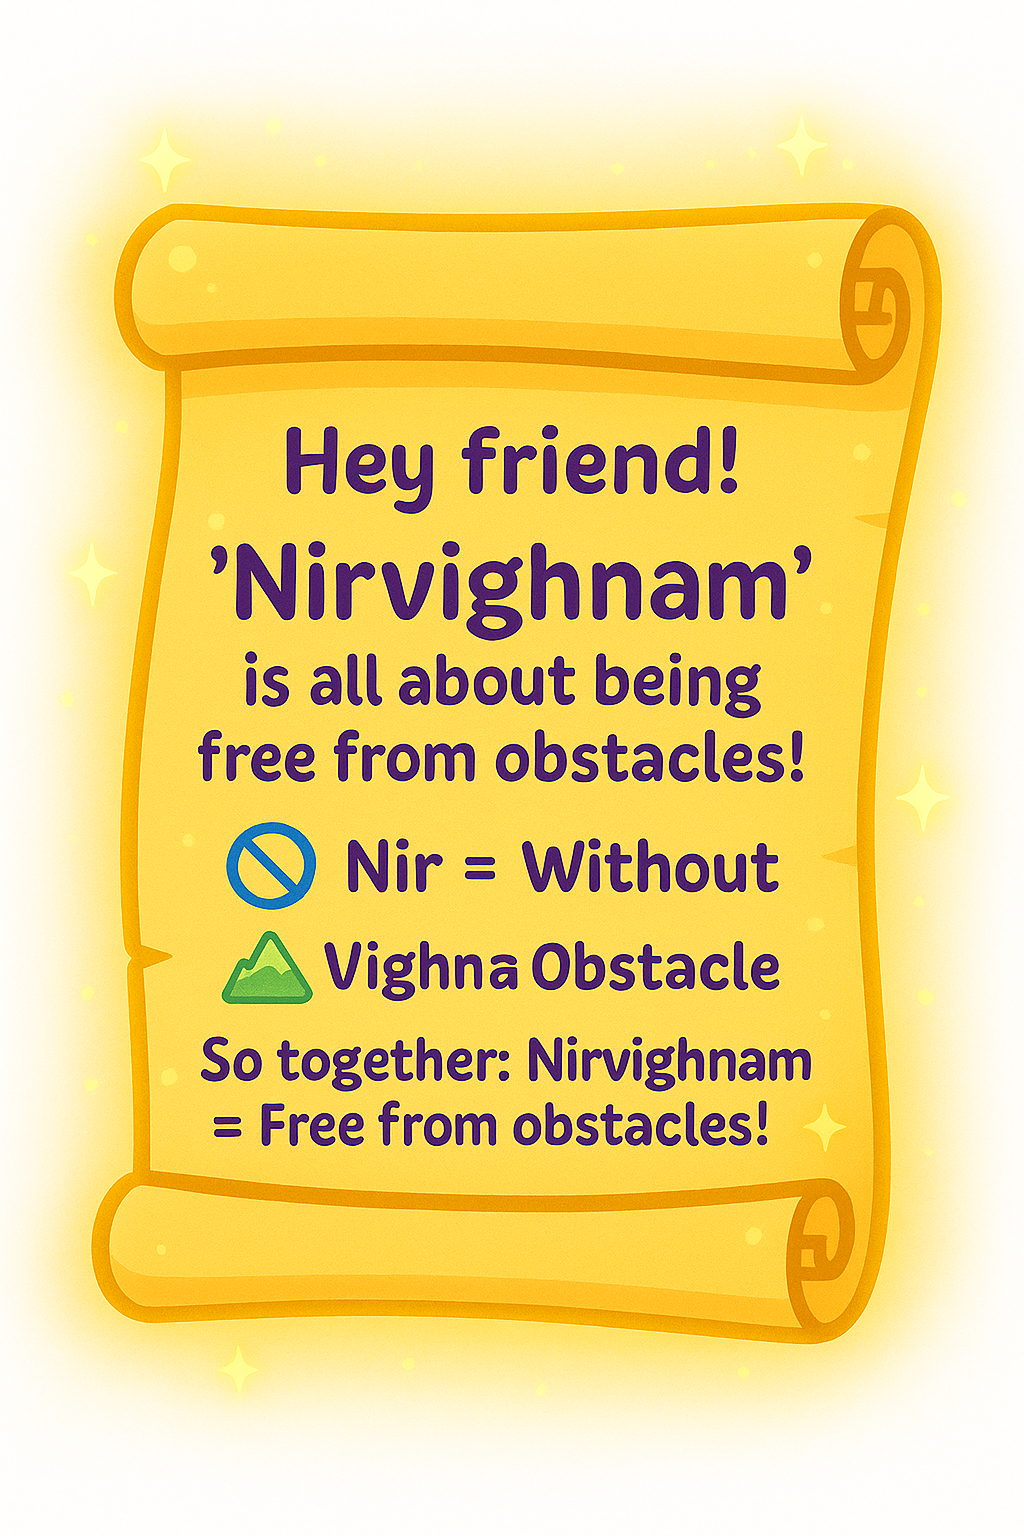 Hey friend!
’Nirvighnam’
is all about being
free from obstacles!
Nir = Without
Vighna Obstacle
So together: Nirvighnam
= Free from obstacles!